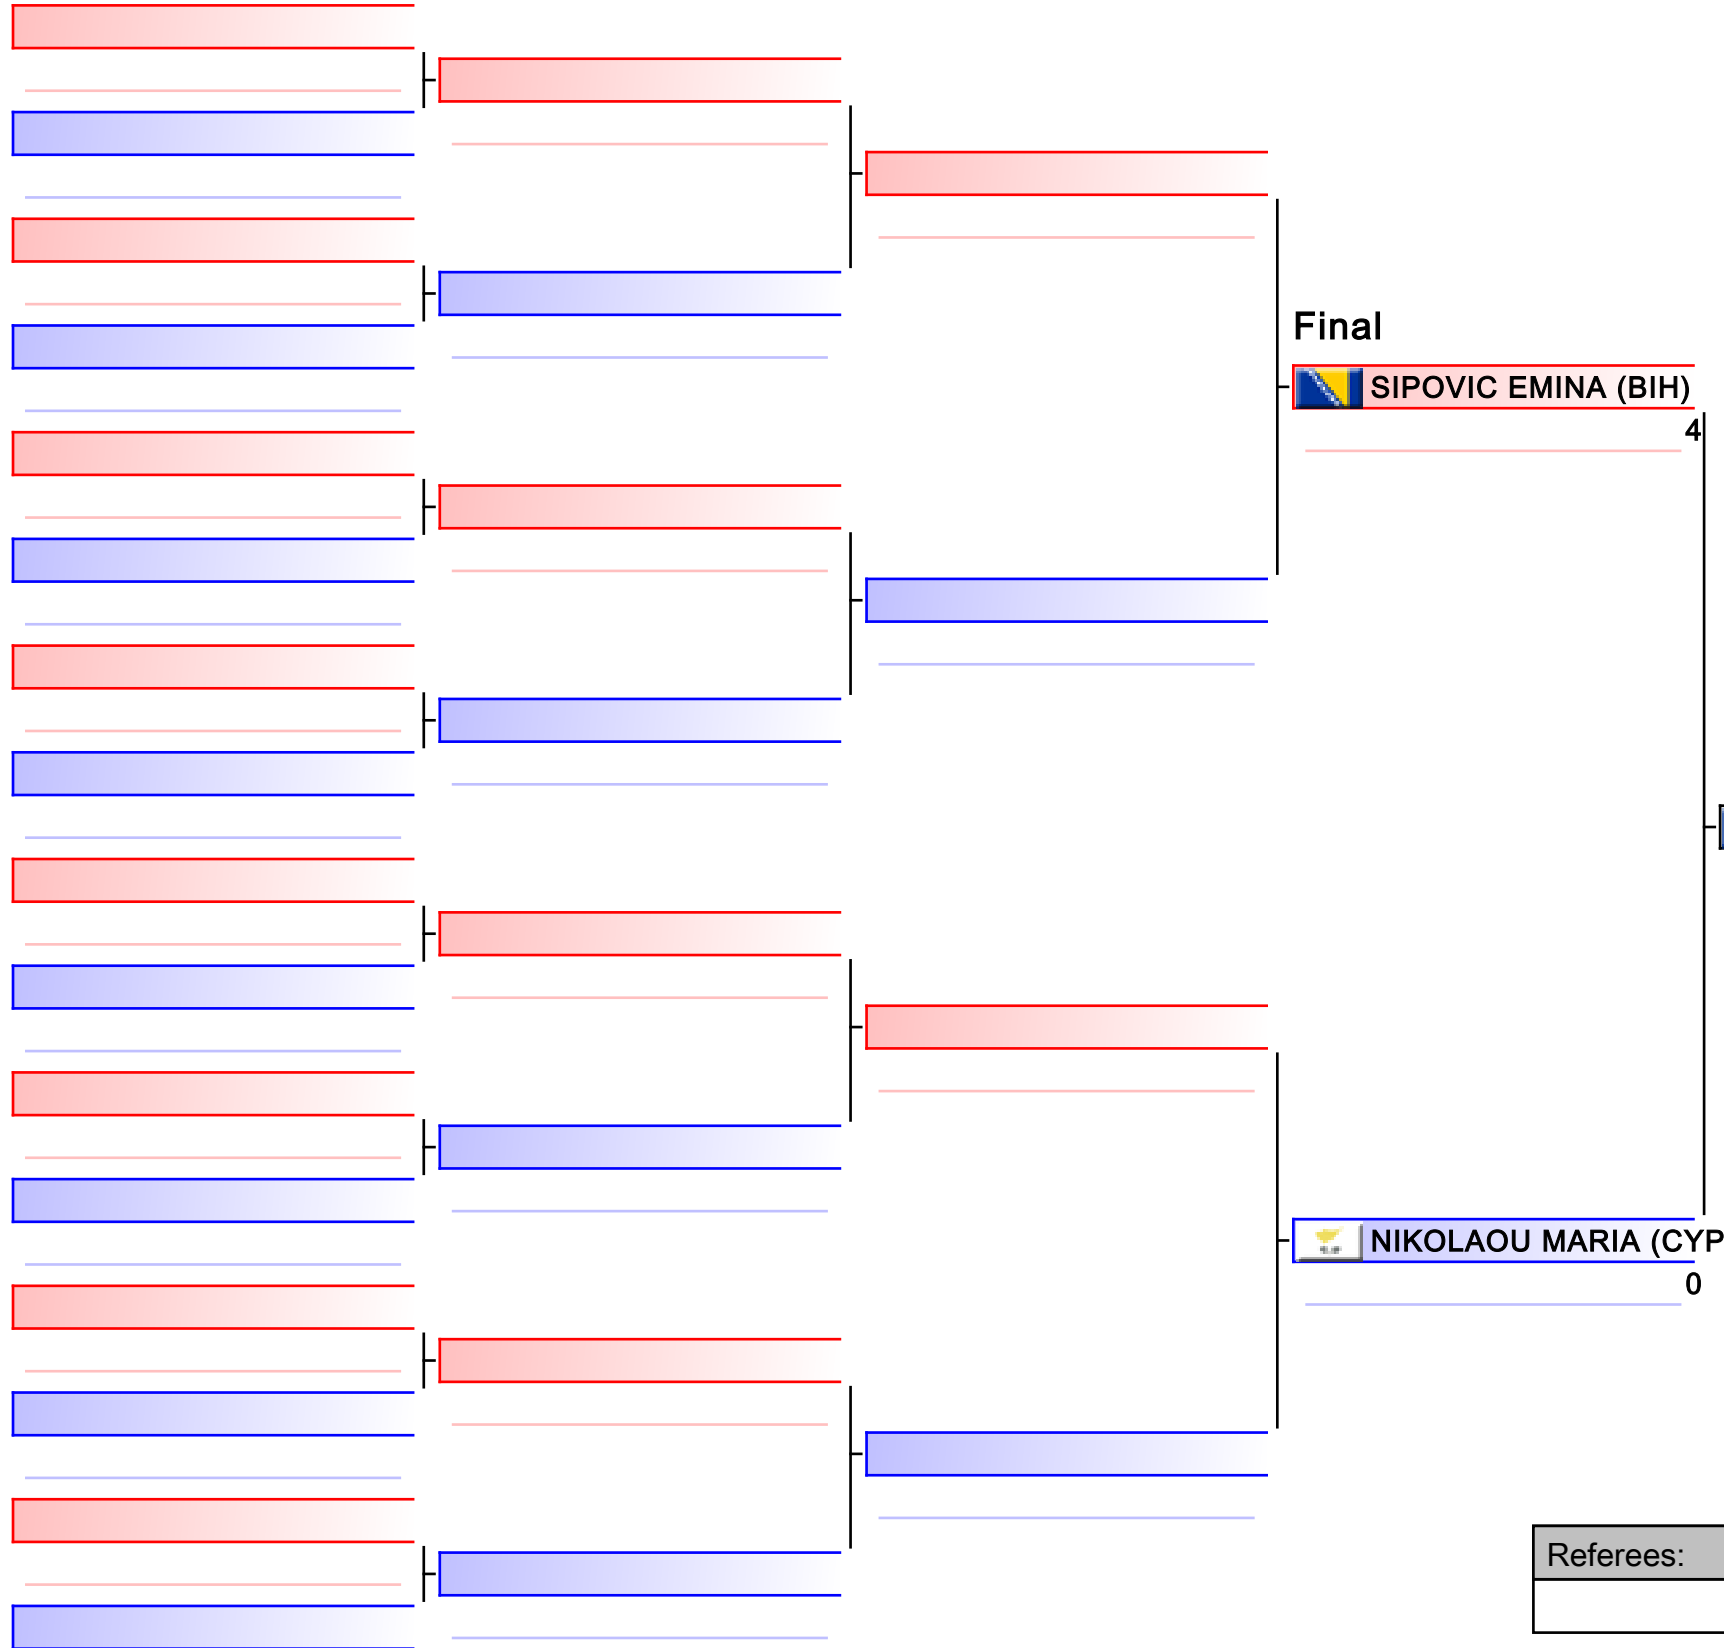 Final
SIPOVIC EMINA (BIH)
4
NIKOLAOU MARIA (CYP
0
Referees: